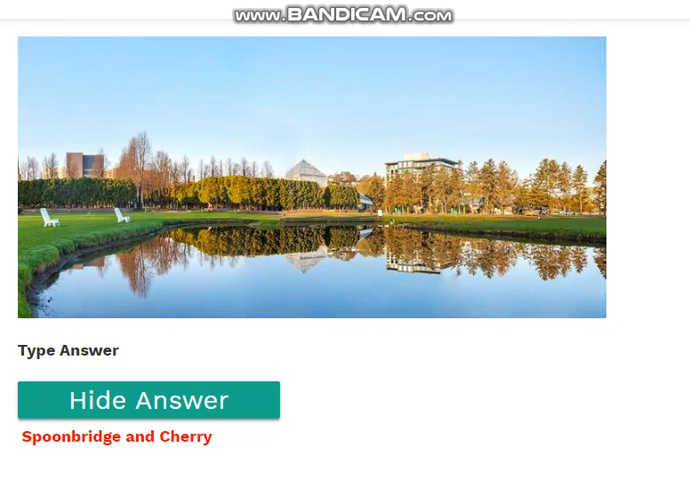 www.BANDICAM.com
Type Answer
Hide Answer
Spoonbridge and Cherry